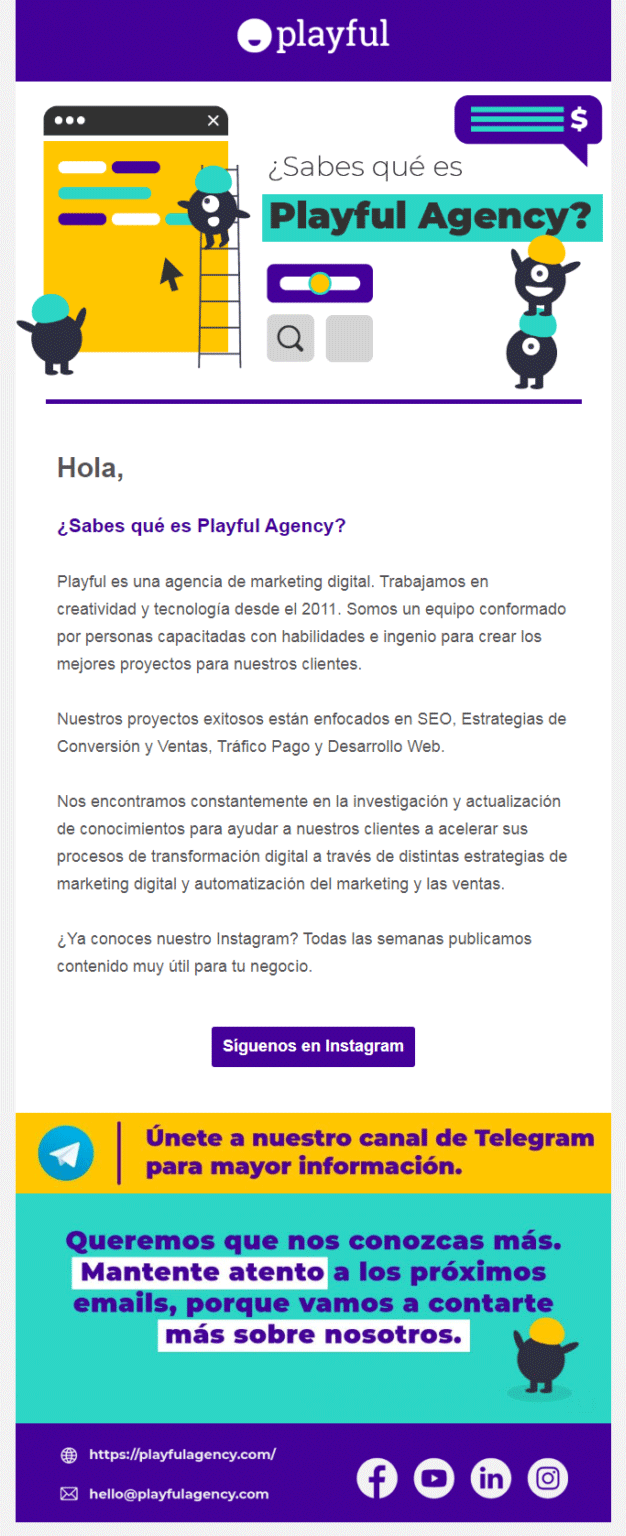 playful
$
¿Sabes qué es
Playful Agency?
Hola,
¿Sabes qué es Playful Agency?
Playful es una agencia de marketing digital. Trabajamos en
creatividad y tecnología desde el 2011. Somos un equipo conformado
por personas capacitadas con habilidades e ingenio para crear los
mejores proyectos para nuestros clientes.
Nuestros proyectos exitosos están enfocados en SEO, Estrategias de
Conversión y Ventas, Tráfico Pago y Desarrollo Web.
Nos encontramos constantemente en la investigación y actualización
de conocimientos para ayudar a nuestros clientes a acelerar sus
procesos de transformación digital a través de distintas estrategias de
marketing digital y automatización del marketing y las ventas.
¿Ya conoces nuestro Instagram? Todas las semanas publicamos
contenido muy útil para tu negocio.
Síguenos en Instagram
Únete a nuestro canal de Telegram
para mayor información.
Queremos que nos conozcas más.
Mantente atento a los próximos
emails, porque vamos a contarte
más sobre nosotros.
https://playfulagency.com/
hello@playfulagency.com